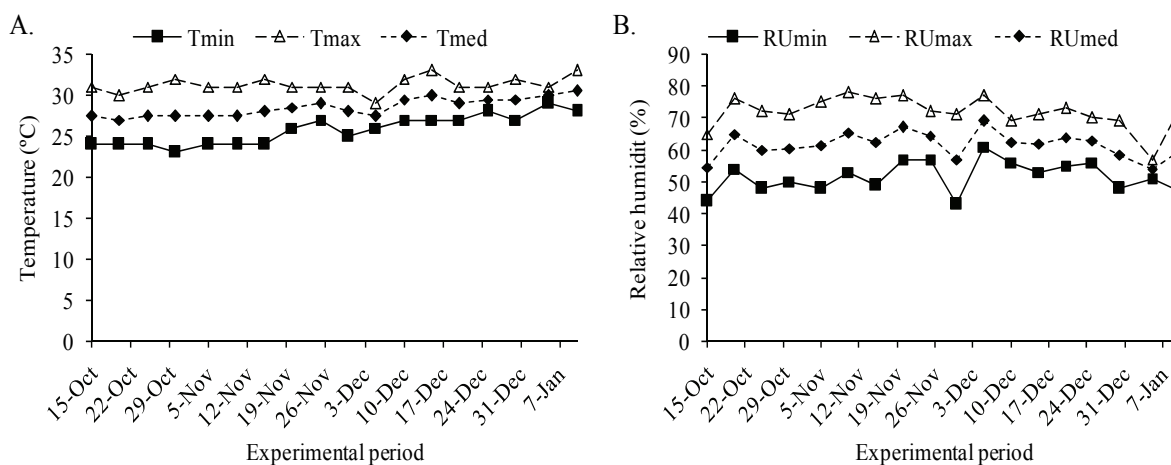 A.
Tmin Tmax Tmed
35
30
25
20
15
10
5
0
Temperature (ºC)
15-Oct
22-Oct
29-Oct
5-Nov
12-Nov
19-Nov
26-Nov
3-Dec
10-Dec
17-Dec
24-Dec
31-Dec
7-Jan
Experimental period
B.
RUmin RUmax RUmed
90
80
70
60
50
40
30
20
10
0
Relative humidit (%)
15-Oct
22-Oct
29-Oct
5-Nov
12-Nov
19-Nov
26-Nov
3-Dec
10-Dec
17-Dec
24-Dec
31-Dec
7-Jan
Experimental period